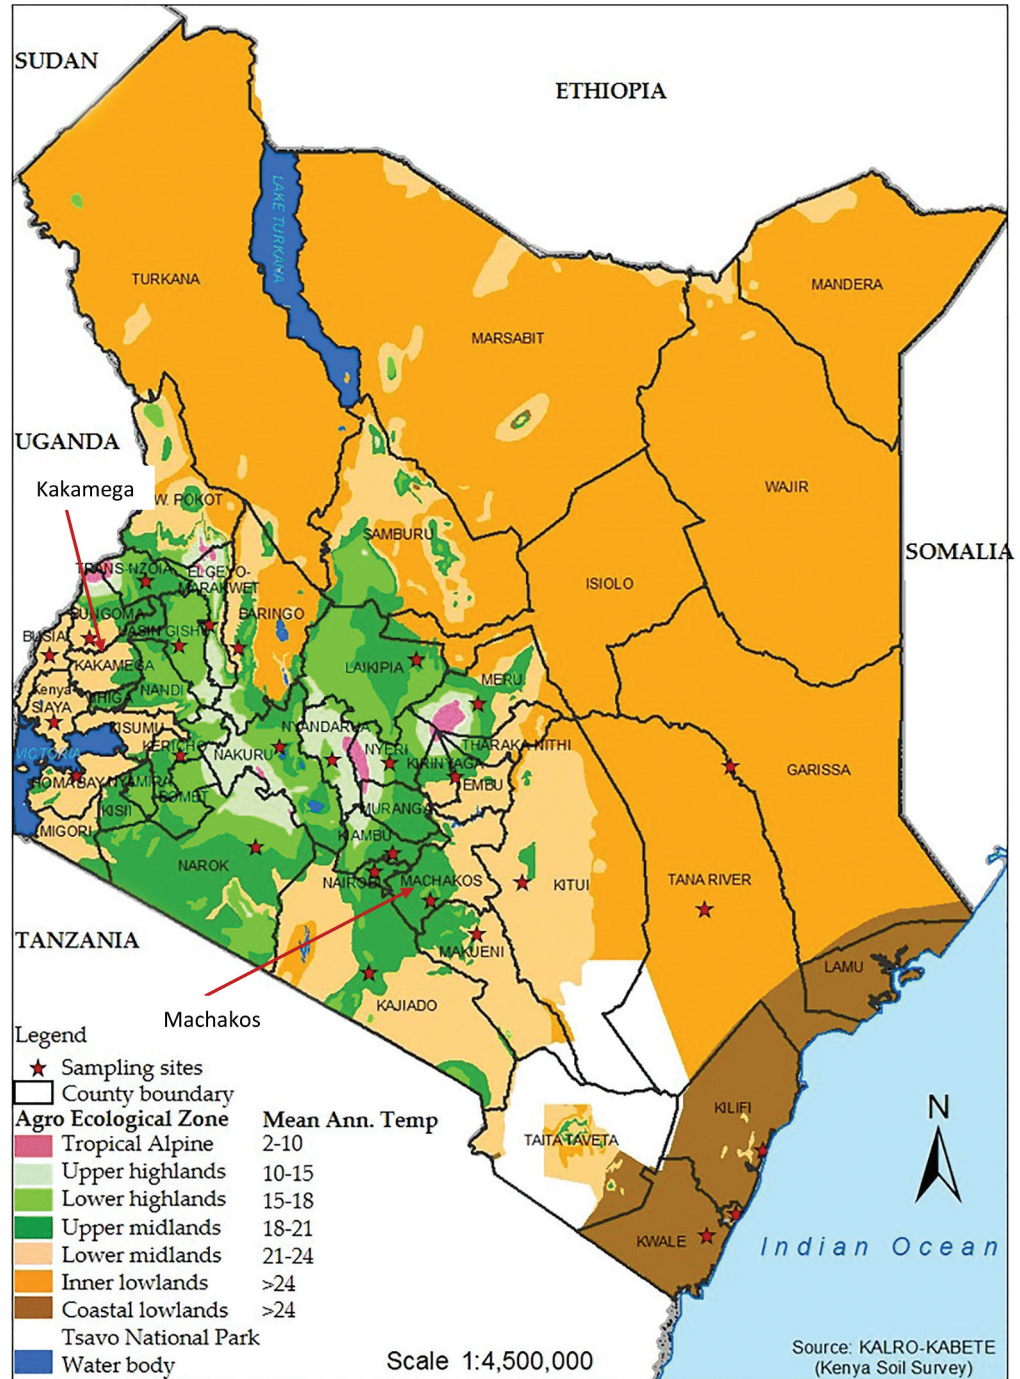 SUDAN
ETHIOPIA
LAKE TURKANA
TURKANA
MANDERA
MARSABIT
UGANDA
Kakamega
W. POKOT
WAJIR
SAMBURU
SOMALIA
TRANS NZOIA
ELGEYO-
MARAKWET
ISIOLO
BUNGOMA
BARINGO
BUSIA
UASIN GISHU
KAKAMEGA
LAIKIPIA
MERU
Kenya
NANDI
SIAYA
VIHIGA
KISUMU
NYANDARUA
THARAKA NITHI
VICTORIA
KERICHO
NAKURU
NYERI
KIRINYAGA
GARISSA
HOMABAY
NYAMIRA
EMBU
BOMET
KISII
MURANGA
MIGORI
KIAMBU
NAROK
NAIROBI
MACHAKOS
KITUI
TANA RIVER
TANZANIA
MAKUENI
LAMU
KAJIADO
Machakos
KILIFI
TAITA TAVETA
KWALE
N
Indian Ocean
Legend
Sampling sites
County boundary
Agro Ecological Zone Mean Ann. Temp
Tropical Alpine 2-10
Upper highlands 10-15
Lower highlands 15-18
Upper midlands 18-21
Lower midlands 21-24
Inner lowlands >24
Coastal lowlands >24
Tsavo National Park
Water body
Scale 1:4,500,000
Source: KALRO-KABETE
(Kenya Soil Survey)